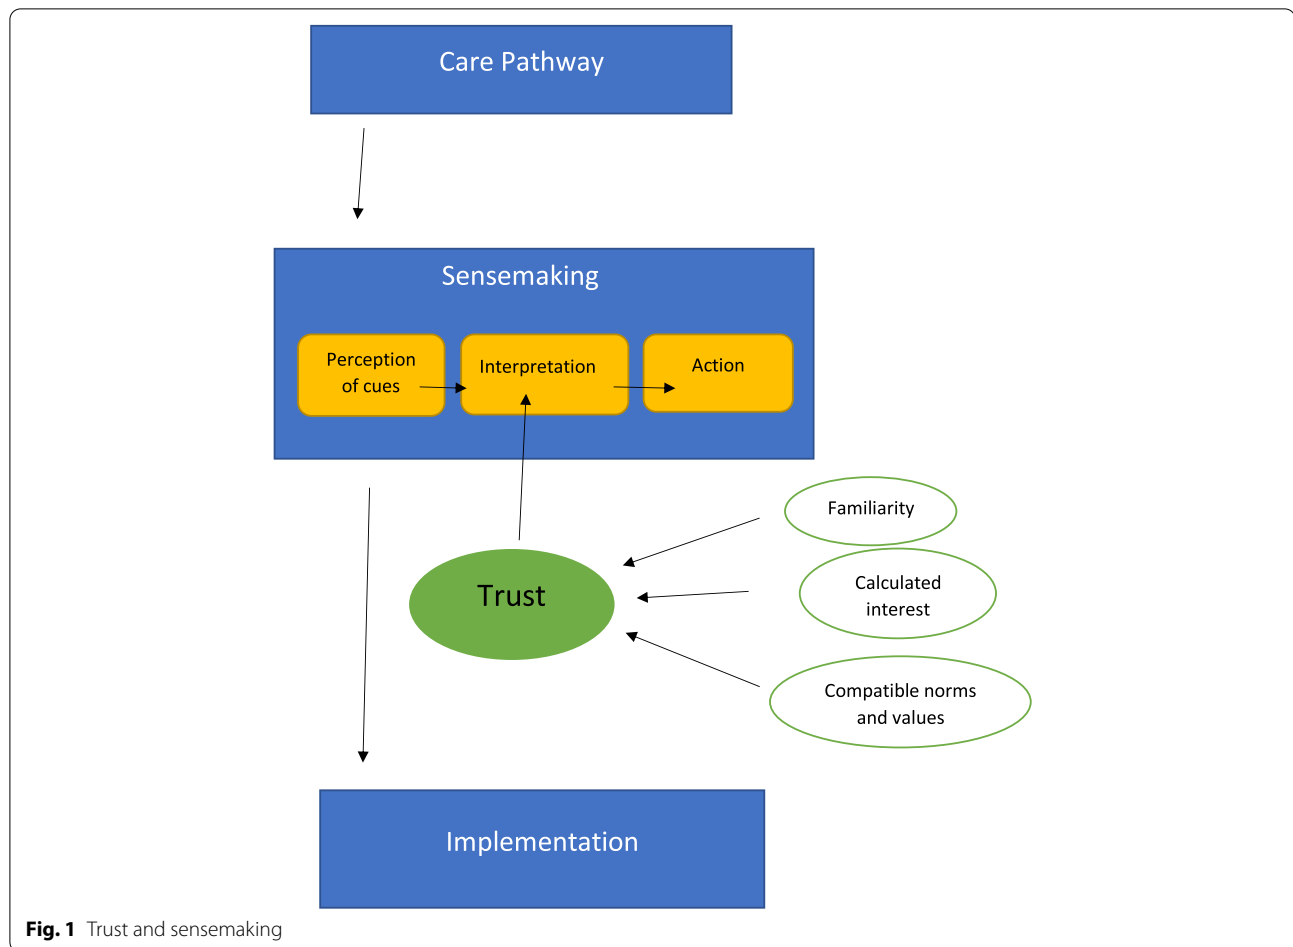 Care Pathway
Sensemaking
Perception
of cues
Interpretation
Action
Familiarity
Trust
Calculated
interest
Compatible norms
and values
Implementation
Fig. 1 Trust and sensemaking